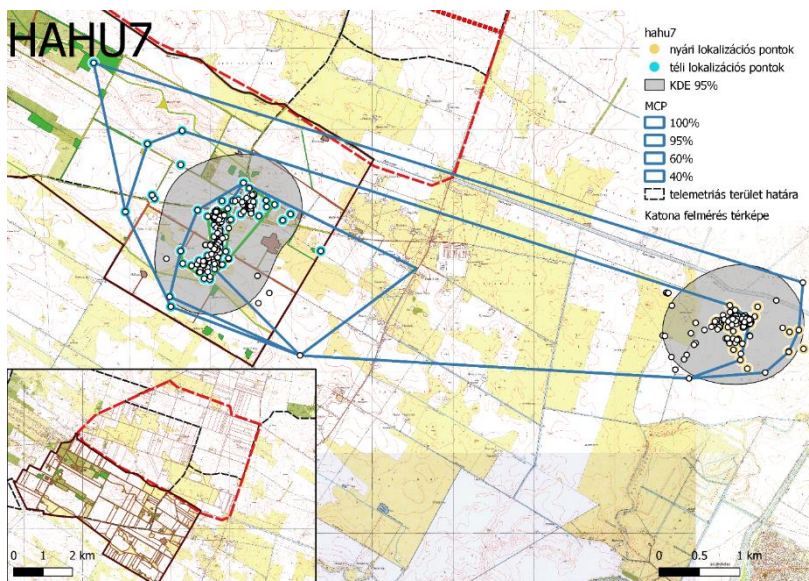 HAHU7
hahu7
nyári lokalizációs pontok
téli lokalizációs pontok
KDE 95%
MCP
100%
95%
60%
40%
telemetriás terület határa
Katona felmérés térképe
0 1 2 km
0 0.5 1 km